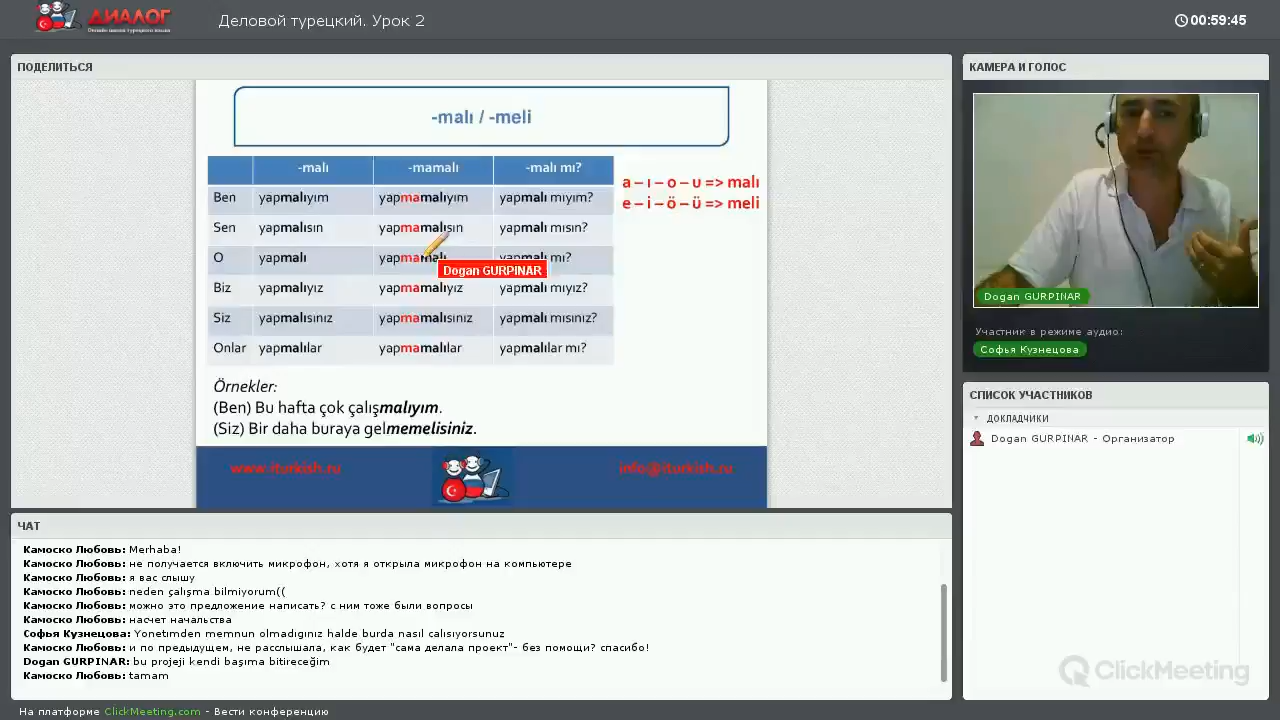 ДИАЛОГ
Онлайн школа турецкого языка
Деловой турецкий. Урок 2
00:59:45
ПОДЕЛИТЬСЯ
-malı / -meli
-malı -mamalı -malı mı?
Ben yapmalıyım yapmamalıyım yapmalı mıyım?
Sen yapmalısın yapmamalısın yapmalı mısın?
O yapmalı yapmamalı yapmalı mı?
Dogan GURPINAR
Biz yapmalıyız yapmamalıyız yapmalı mıyız?
Siz yapmalısınız yapmamalısınız yapmalı mısınız?
Onlar yapmalılar yapmamalılar yapmalılar mı?
a – ı – o – u => malı
e – i – ö – ü => meli
Örnekler:
(Ben) Bu hafta çok çalışmalıyım.
(Siz) Bir daha buraya gelmemelisiniz.
www.iturkish.ru
info@iturkish.ru
КАМЕРА И ГОЛОС
Dogan GURPINAR
Участник в режиме аудио:
Софья Кузнецова
СПИСОК УЧАСТНИКОВ
ДОКЛАДЧИКИ
Dogan GURPINAR - Организатор
ЧАТ
Камоско Любовь: Merhaba!
Камоско Любовь: не получается включить микрофон, хотя я открыла микрофон на компьютере
Камоско Любовь: я вас слышу
Камоско Любовь: neden çalışma bilmiyorum((
Камоско Любовь: можно это предложение написать? с ним тоже были вопросы
Камоско Любовь: насчет начальства
Софья Кузнецова: Yonetımden memnun olmadıgınız halde burda nasıl calısıyorsunuz
Камоско Любовь: и по предыдущем, не расслышала, как будет "сама делала проект"- без помощи? спасибо!
Dogan GURPINAR: bu projeji kendi başıma bitireceğim
Камоско Любовь: tamam
ClickMeeting
На платформе ClickMeeting.com - Вести конференцию